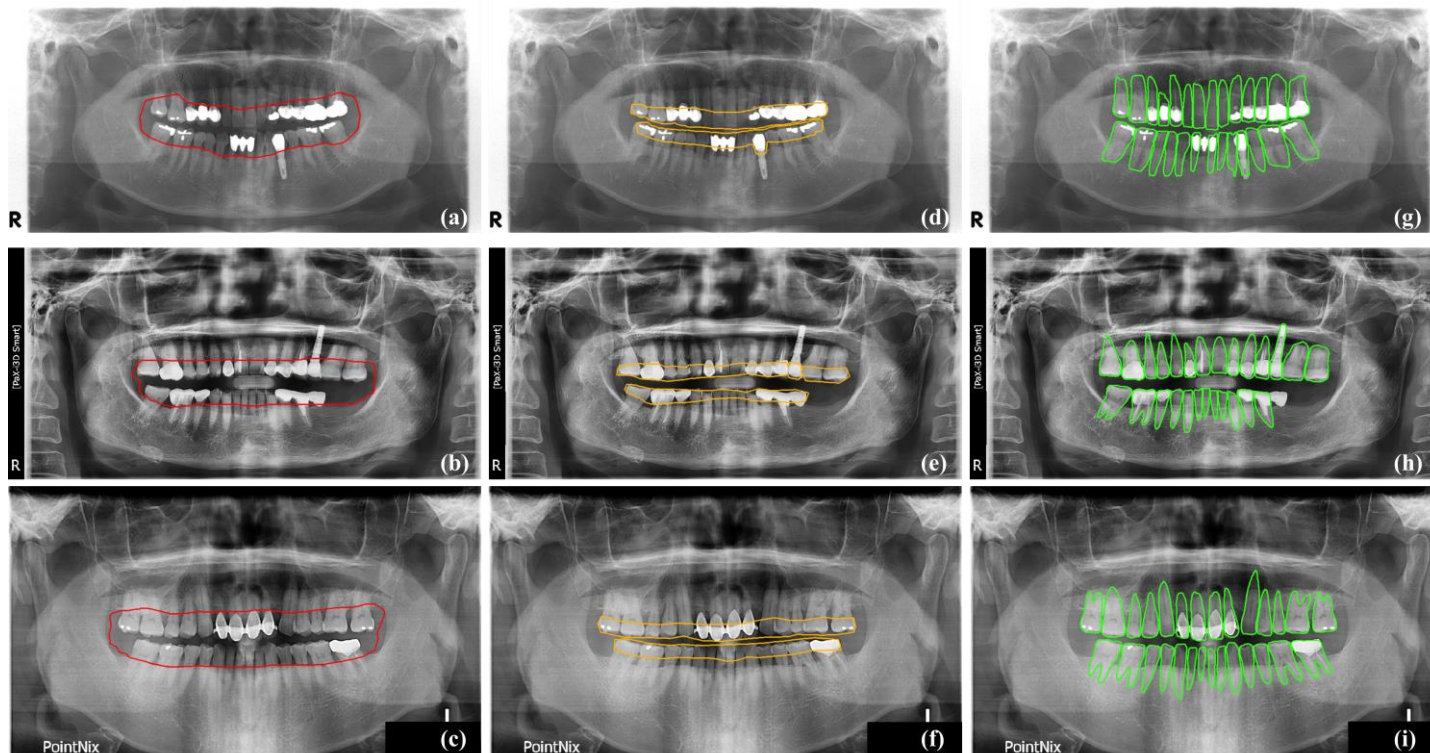 R (a)
R (d)
R (g)
[PaX-i3D Smart] R (b)
[PaX-i3D Smart] R (e)
[PaX-i3D Smart] R (h)
PointNix (c)
PointNix (f)
PointNix (i)